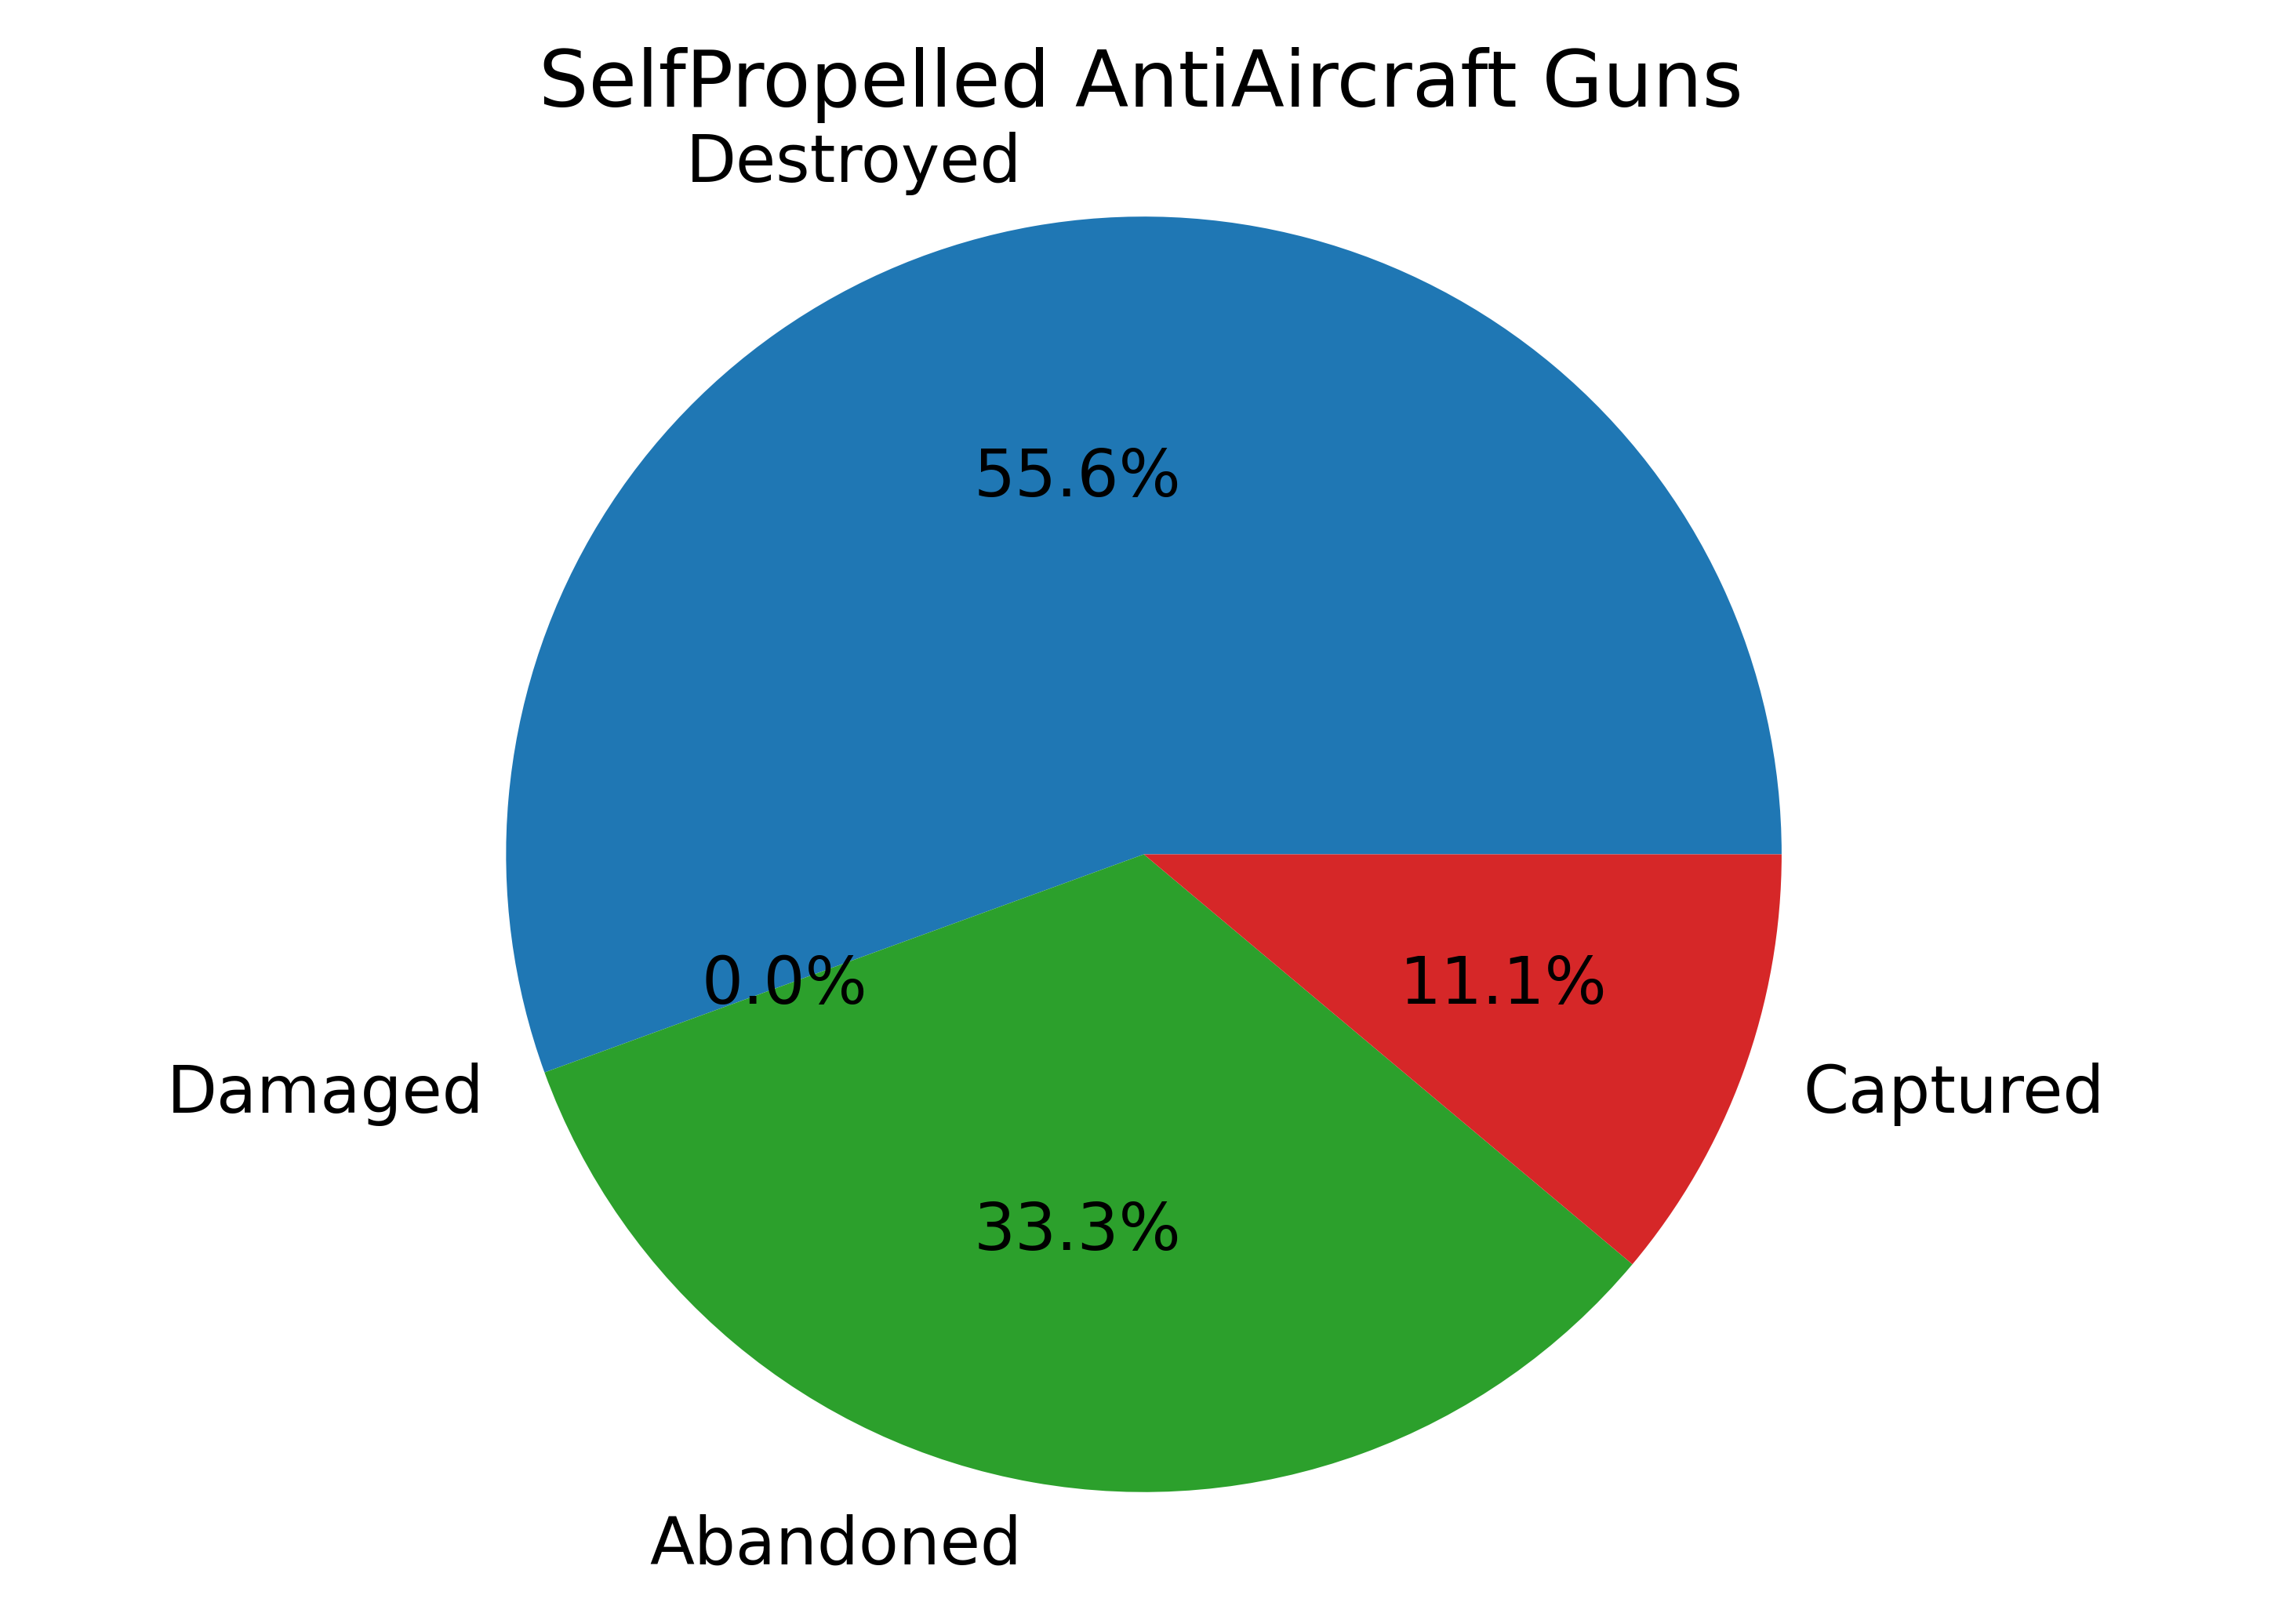 SelfPropelled AntiAircraft Guns
Destroyed
55.6%
0.0%
11.1%
Damaged
Captured
33.3%
Abandoned